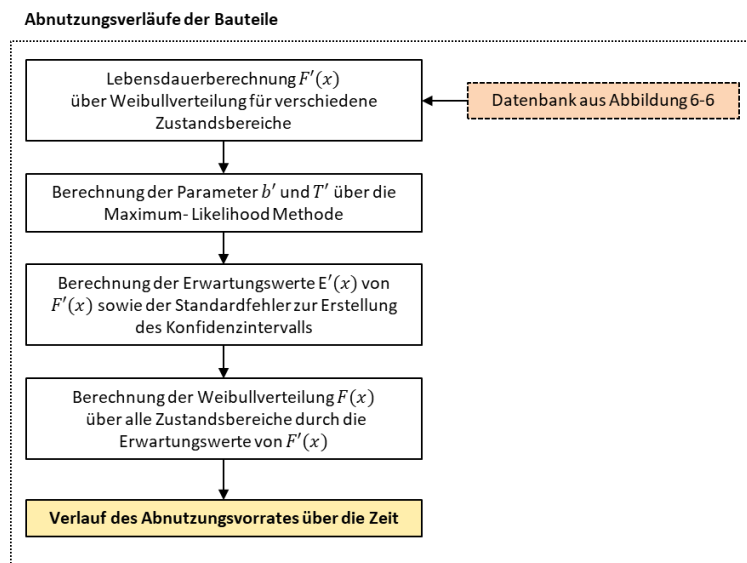 Abnutzungsverläufe der Bauteile
Lebensdauerberechnung F′(x)
über Weibullverteilung für verschiedene
Zustandsbereiche
Datenbank aus Abbildung 6-6
Berechnung der Parameter b′ und T′ über die
Maximum- Likelihood Methode
Berechnung der Erwartungswerte E′(x) von
F′(x) sowie der Standardfehler zur Erstellung
des Konfidenzintervalls
Berechnung der Weibullverteilung F(x)
über alle Zustandsbereiche durch die
Erwartungswerte von F′(x)
Verlauf des Abnutzungsvorrates über die Zeit